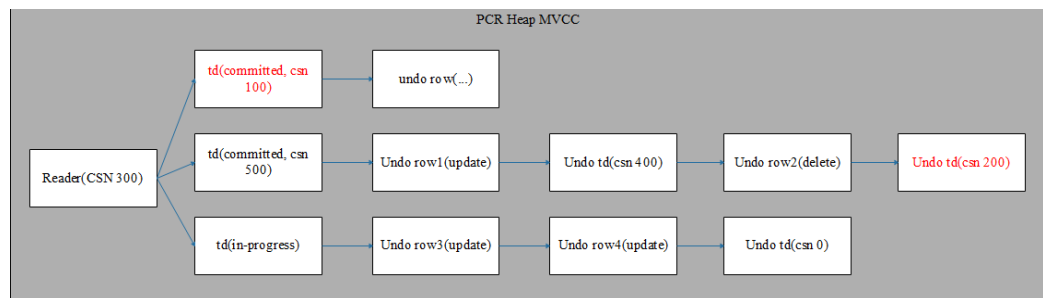 PCR Heap MVCC
td(committed, csn
100)
undo row(...)
Reader(CSN 300)
td(committed, csn
500)
Undo row1(update)
Undo td(csn 400)
Undo row2(delete)
Undo td(csn 200)
td(in-progress)
Undo row3(update)
Undo row4(update)
Undo td(csn 0)